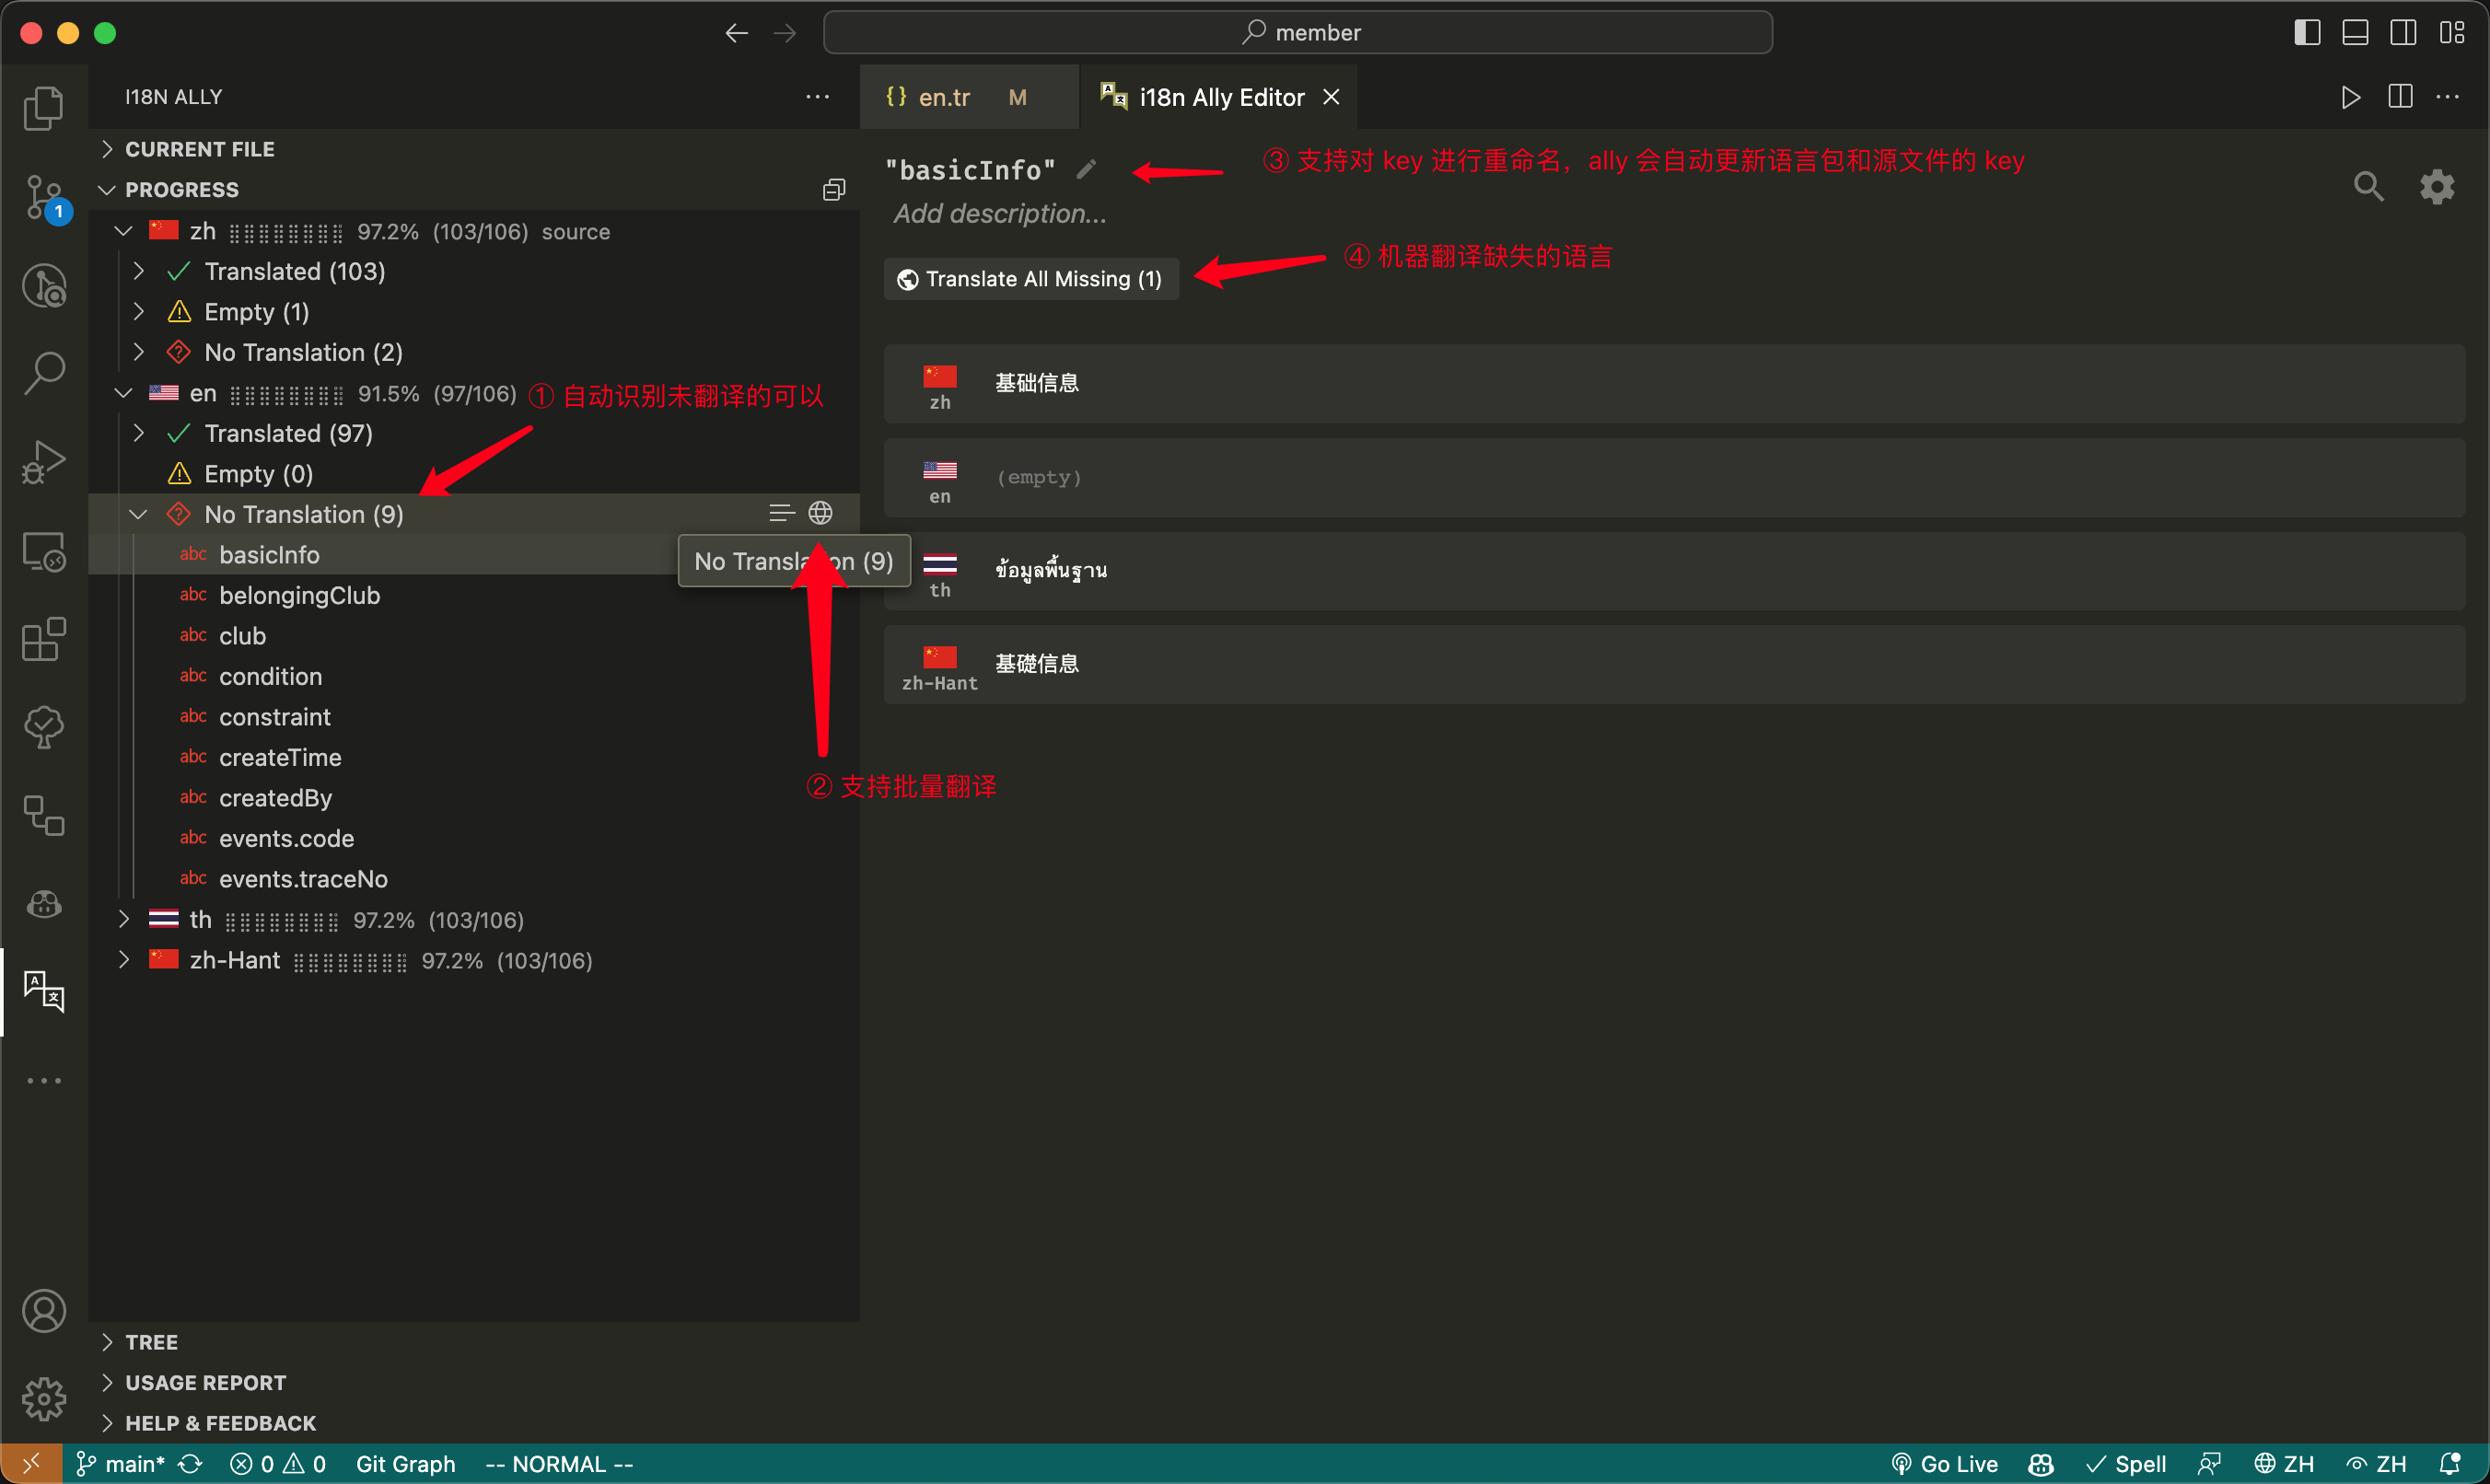 member
I18N ALLY
en.tr M
i18n Ally Editor
CURRENT FILE
PROGRESS
zh 97.2% (103/106) source
Translated (103)
Empty (1)
No Translation (2)
en 91.5% (97/106)
① 自动识别未翻译的可以
Translated (97)
Empty (0)
No Translation (9)
No Translation (9)
abc basicInfo
abc belongingClub
abc club
abc condition
abc constraint
abc createTime
abc createdBy
abc events.code
abc events.traceNo
② 支持批量翻译
th 97.2% (103/106)
zh-Hant 97.2% (103/106)
TREE
USAGE REPORT
HELP & FEEDBACK
"basicInfo"
③ 支持对 key 进行重命名，ally 会自动更新语言包和源文件的 key
Add description...
Translate All Missing (1)
④ 机器翻译缺失的语言
zh 基础信息
en (empty)
th ข้อมูลพื้นฐาน
zh-Hant 基礎信息
1
main* 0 0 Git Graph -- NORMAL --
Go Live Spell ZH ZH